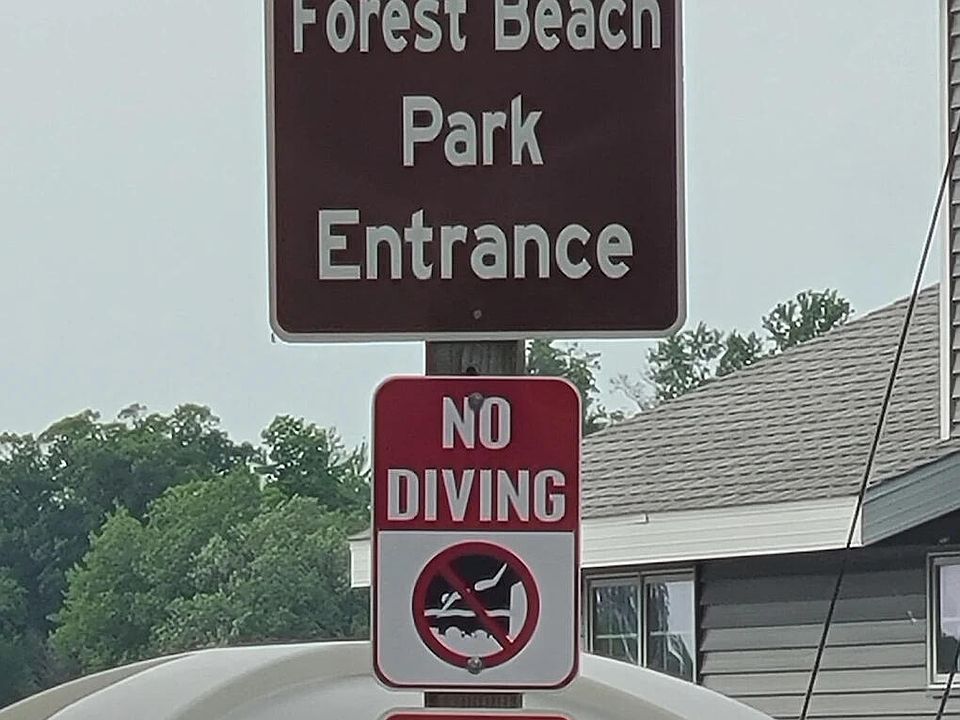 Forest Beach
Park
Entrance
NO
DIVING